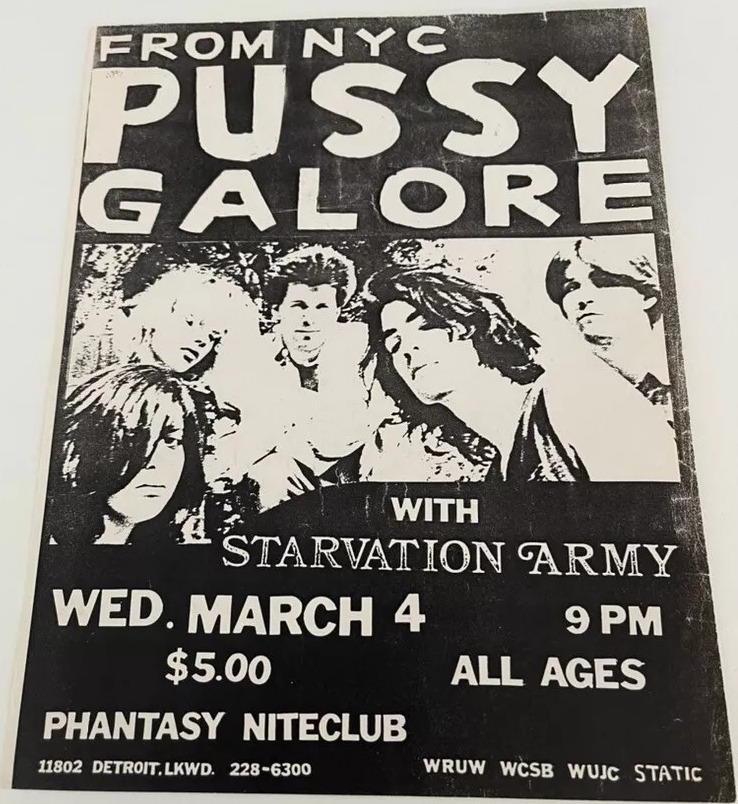 FROM NYC
PUSSY
GALORE
WITH
STARVATION ARMY
WED. MARCH 4 9 PM
$5.00 ALL AGES
PHANTASY NITECLUB
11802 DETROIT, LKWD. 228-6300 WRUW WCSB WUJC STATIC